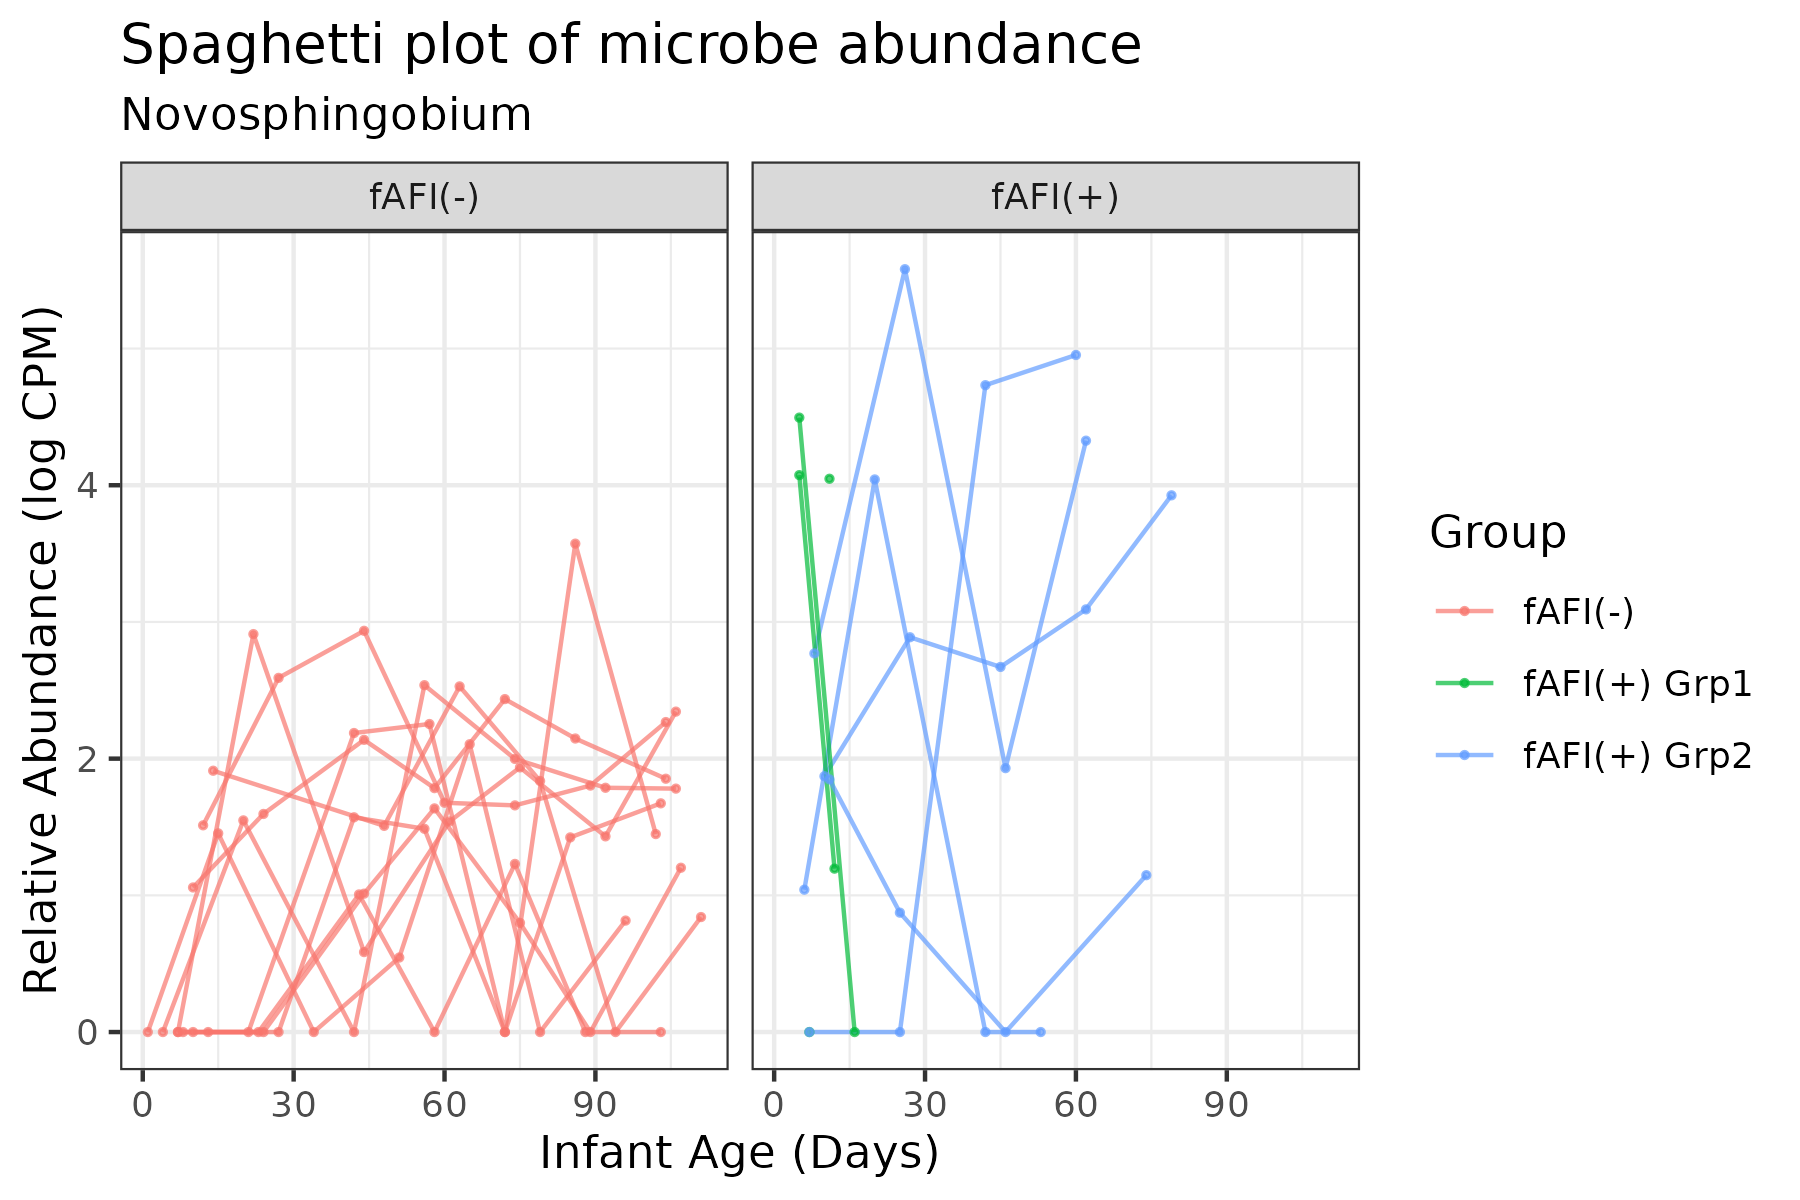 Spaghetti plot of microbe abundance
Novosphingobium
fAFI(-)
fAFI(+)
Relative Abundance (log CPM)
4
2
0
0 30 60 90
0 30 60 90
Infant Age (Days)
Group
fAFI(-)
fAFI(+) Grp1
fAFI(+) Grp2